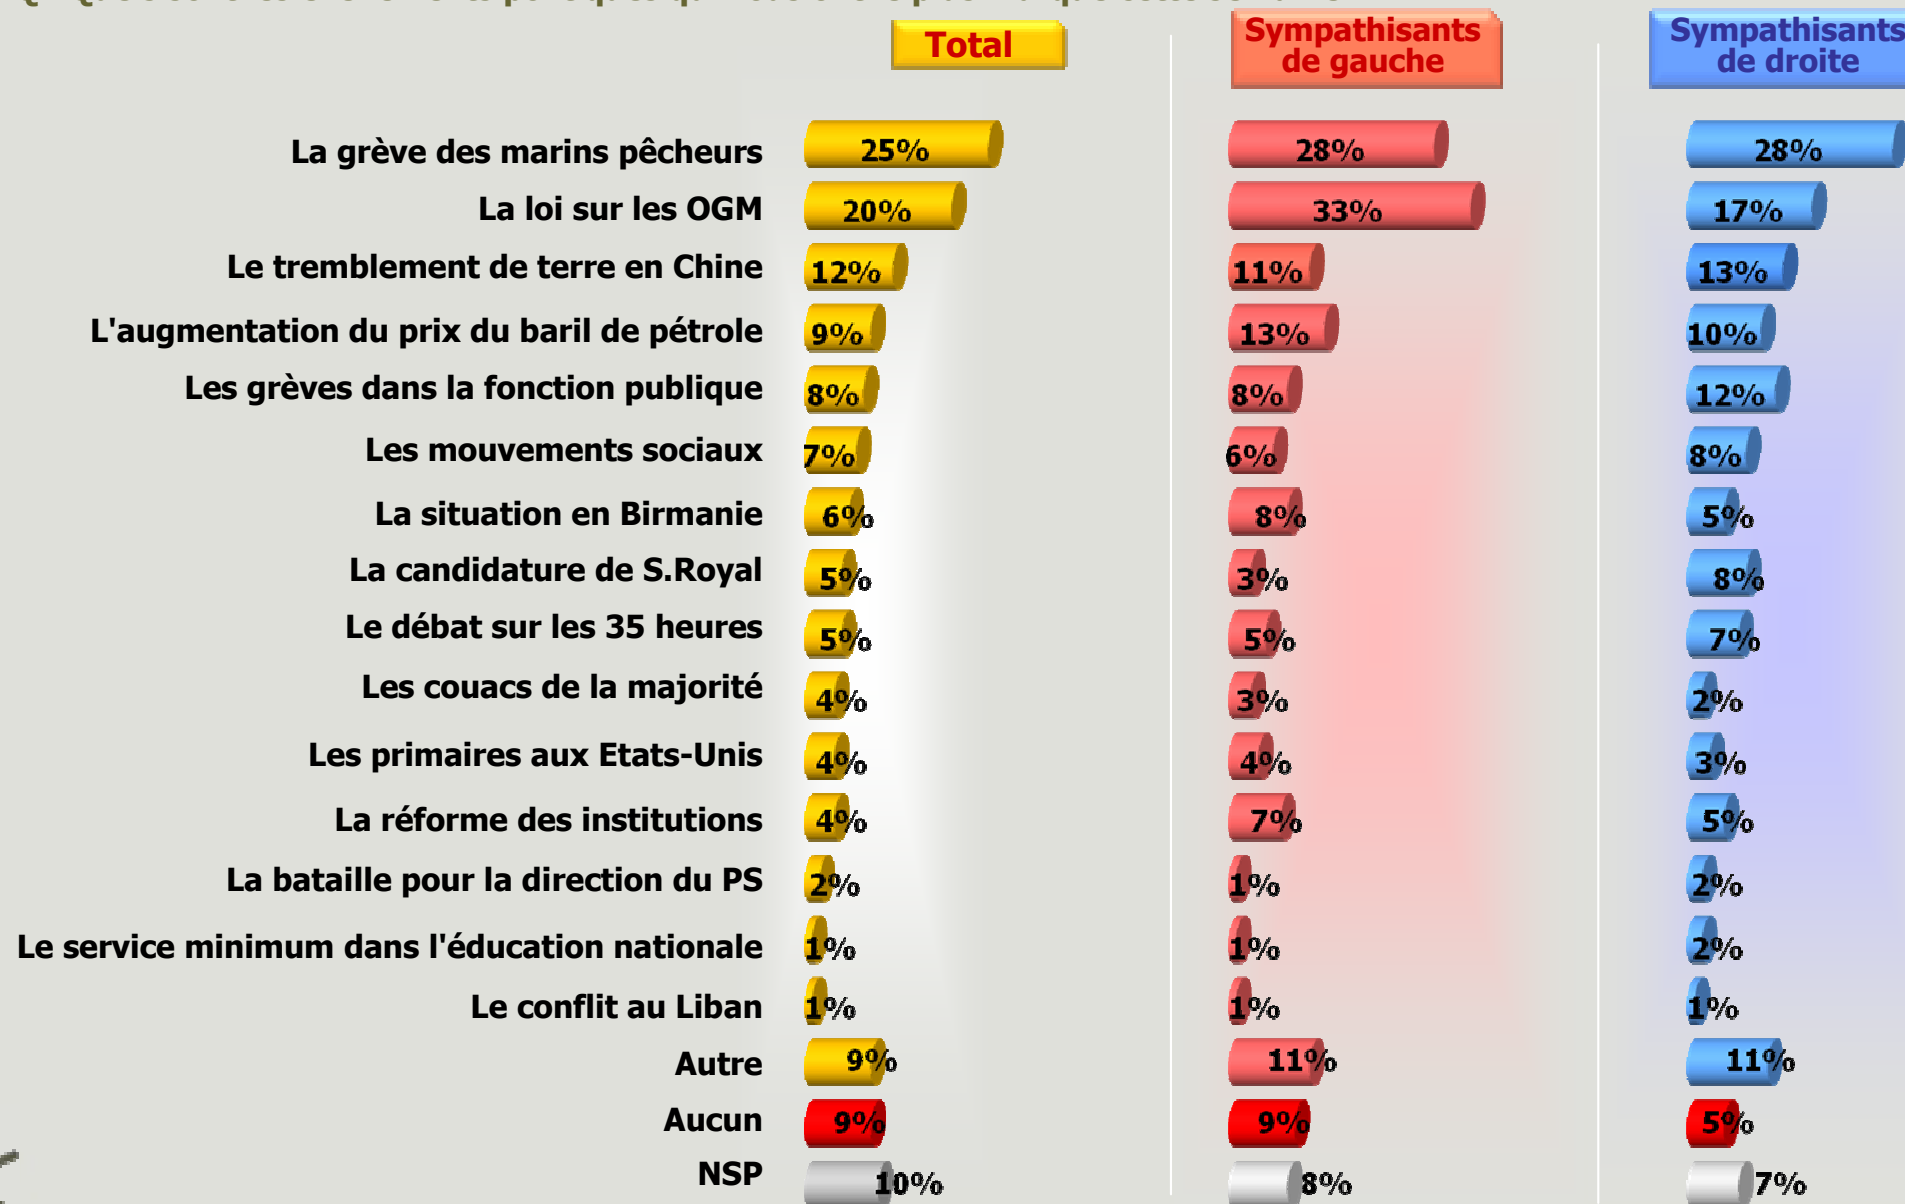 Total
Sympathisants
de gauche
Sympathisants
de droite
La grève des marins pêcheurs 25% 28% 28%
La loi sur les OGM 20% 33% 17%
Le tremblement de terre en Chine 12% 11% 13%
L'augmentation du prix du baril de pétrole 9% 13% 10%
Les grèves dans la fonction publique 8% 8% 12%
Les mouvements sociaux 7% 6% 8%
La situation en Birmanie 6% 8% 5%
La candidature de S.Royal 5% 3% 8%
Le débat sur les 35 heures 5% 5% 7%
Les couacs de la majorité 4% 3% 2%
Les primaires aux Etats-Unis 4% 4% 3%
La réforme des institutions 4% 7% 5%
La bataille pour la direction du PS 2% 1% 2%
Le service minimum dans l'éducation nationale 1% 1% 2%
Le conflit au Liban 1% 1% 1%
Autre 9% 11% 11%
Aucun 9% 9% 5%
NSP 10% 8% 7%